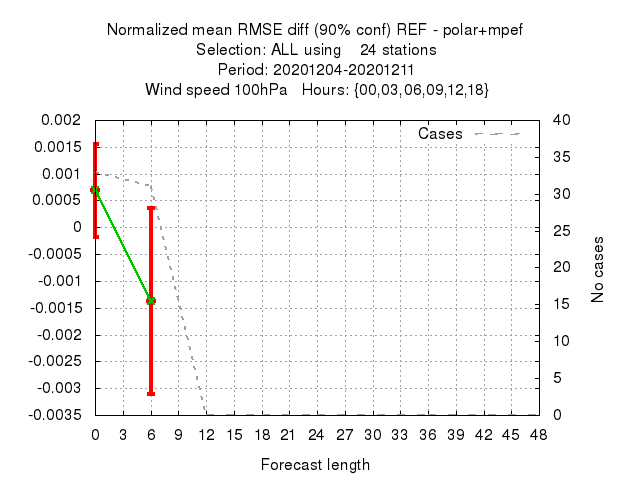 Normalized mean RMSE diff (90% conf) REF - polar+mpef
Selection: ALL using    24 stations
Period: 20201204-20201211
Wind speed 100hPa   Hours: {00,03,06,09,12,18}
Cases
0.002
0.0015
0.001
0.0005
0
-0.0005
-0.001
-0.0015
-0.002
-0.0025
-0.003
-0.0035
40
35
30
25
20
15
10
5
0
No cases
0 3 6 9 12 15 18 21 24 27 30 33 36 39 42 45 48
Forecast length